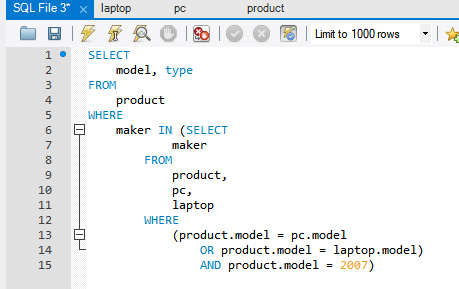 SQL File 3* × laptop pc product
Limit to 1000 rows
1 SELECT
2 model, type
3 FROM
4 product
5 WHERE
6 maker IN (SELECT
7 maker
8 FROM
9 product,
10 pc,
11 laptop
12 WHERE
13 (product.model = pc.model
14 OR product.model = laptop.model)
15 AND product.model = 2007)